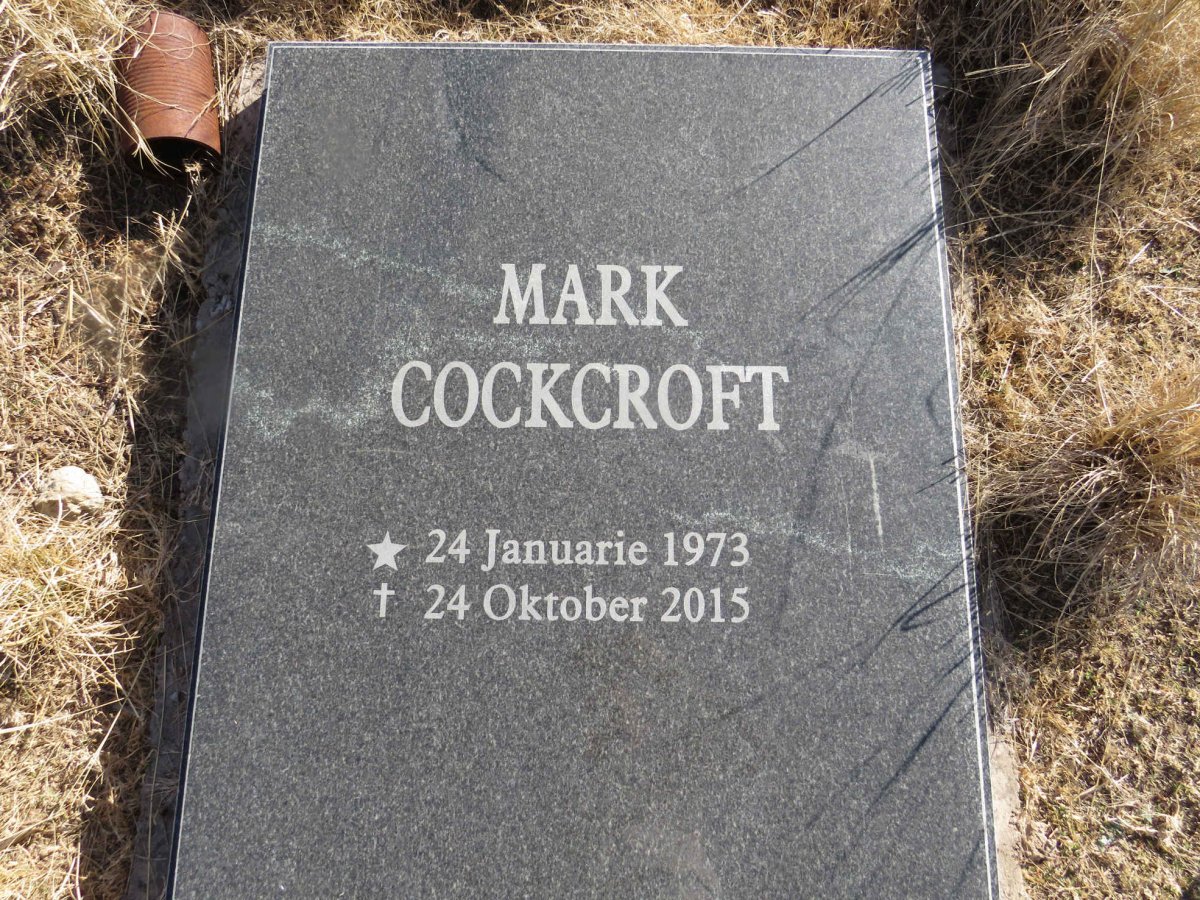 MARK
COCKCROFT
★ 24 Januarie 1973
✝ 24 Oktober 2015